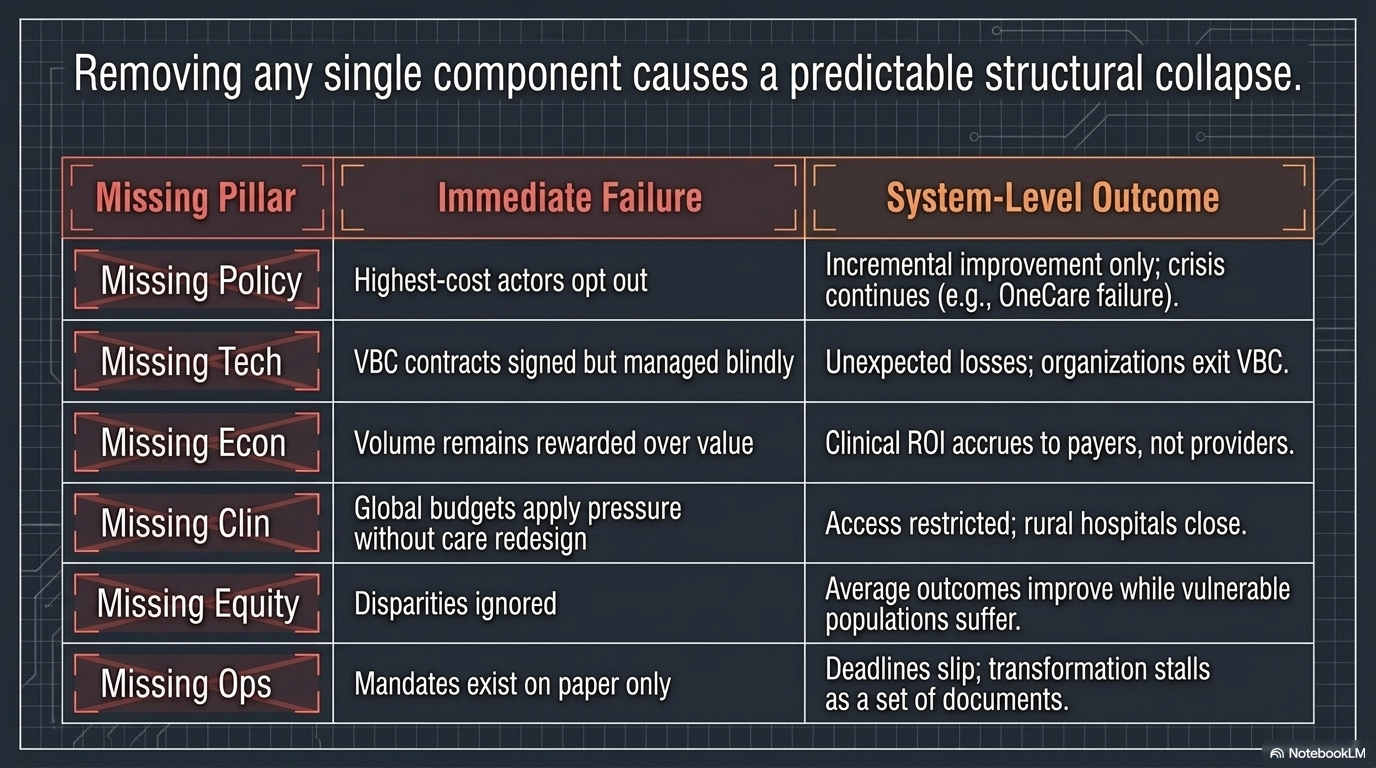 Removing any single component causes a predictable structural collapse.
Missing Pillar
Immediate Failure
System-Level Outcome
Missing Policy
Highest-cost actors opt out
Incremental improvement only; crisis
continues (e.g., OneCare failure).
Missing Tech
VBC contracts signed but managed blindly
Unexpected losses; organizations exit VBC.
Missing Econ
Volume remains rewarded over value
Clinical ROI accrues to payers, not providers.
Missing Clin
Global budgets apply pressure
without care redesign
Access restricted; rural hospitals close.
Missing Equity
Disparities ignored
Average outcomes improve while vulnerable
populations suffer.
Missing Ops
Mandates exist on paper only
Deadlines slip; transformation stalls
as a set of documents.
NotebookLM